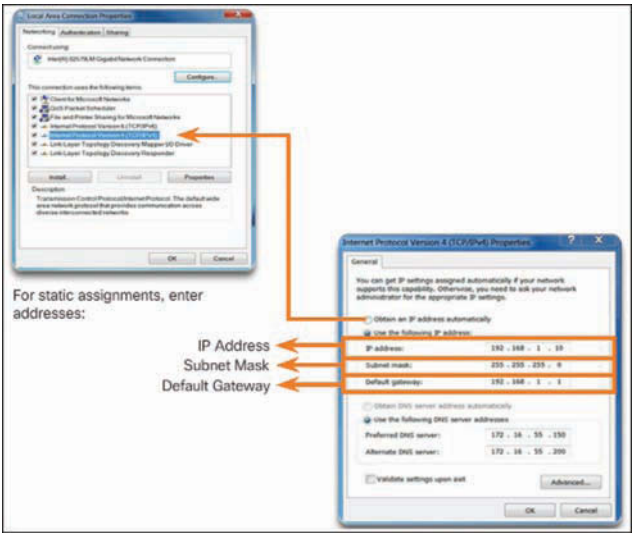 Local Area Connection Properties
Networking Authentication Sharing
Connect using:
Intel(R) 82579LM Gigabit Network Connection
Configure...
This connection uses the following items:
Client for Microsoft Networks
QoS Packet Scheduler
File and Printer Sharing for Microsoft Networks
Internet Protocol Version 6 (TCP/IPv6)
Internet Protocol Version 4 (TCP/IPv4)
Link-Layer Topology Discovery Mapper I/O Driver
Link-Layer Topology Discovery Responder
Install... Uninstall Properties
Description
Transmission Control Protocol/Internet Protocol. The default wide
area network protocol that provides communication across
diverse interconnected networks
OK Cancel
For static assignments, enter
addresses:
IP Address
Subnet Mask
Default Gateway
Internet Protocol Version 4 (TCP/IPv4) Properties
General
You can get IP settings assigned automatically if your network
supports this capability. Otherwise, you need to ask your network
administrator for the appropriate IP settings.
Obtain an IP address automatically
Use the following IP address:
IP address: 192 . 168 . 1 . 10
Subnet mask: 255 . 255 . 255 . 0
Default gateway: 192 . 168 . 1 . 1
Obtain DNS server address automatically
Use the following DNS server addresses
Preferred DNS server: 172 . 16 . 55 . 150
Alternate DNS server: 172 . 16 . 55 . 200
Validate settings upon exit
Advanced...
OK Cancel